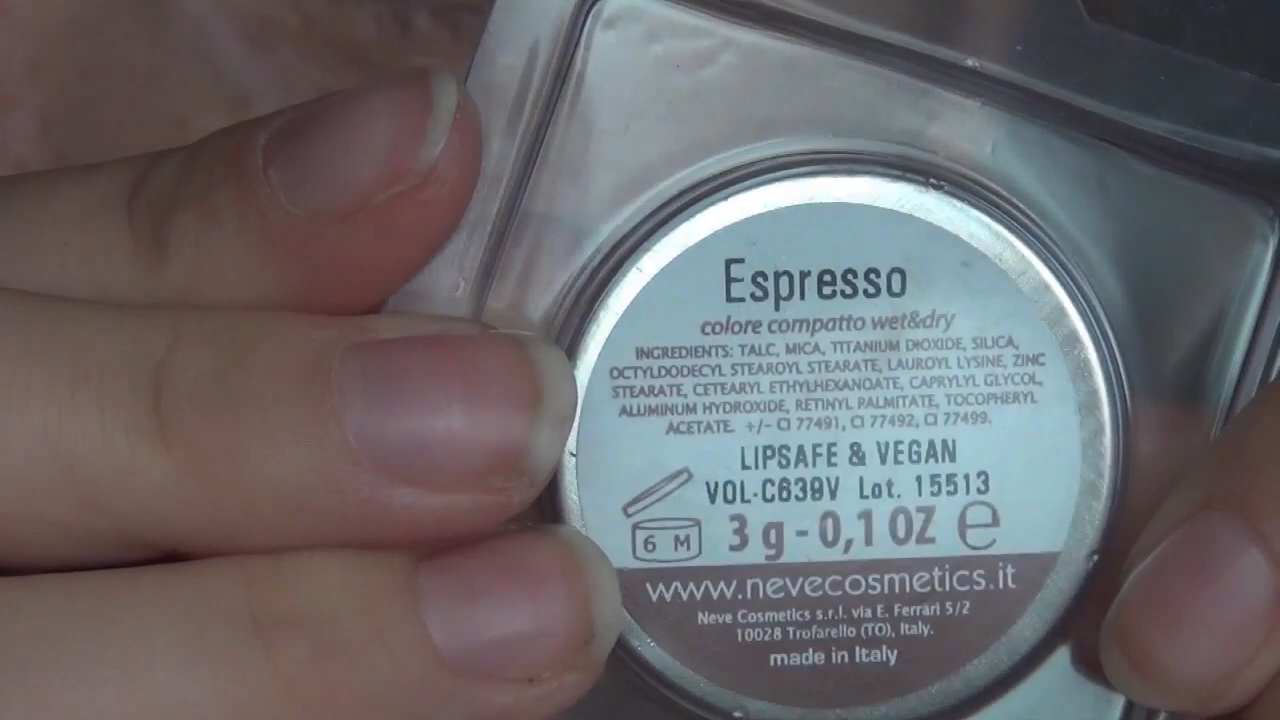 Espresso
colore compatto wet&dry
INGREDIENTS: TALC, MICA, TITANIUM DIOXIDE, SILICA,
OCTYLDODECYL STEAROYL STEARATE, LAUROYL LYSINE, ZINC
STEARATE, CETEARYL ETHYLHEXANOATE, CAPRYLYL GLYCOL,
ALUMINUM HYDROXIDE, RETINYL PALMITATE, TOCOPHERYL
ACETATE. +/- CI 77491, CI 77492, CI 77499.
LIPSAFE & VEGAN
VOL-C639V Lot. 15513
6 M 3 g - 0,1 OZ e
www.nevecosmetics.it
Neve Cosmetics s.r.l. via E. Ferrari 5/2
10028 Trofarello (TO), Italy.
made in Italy